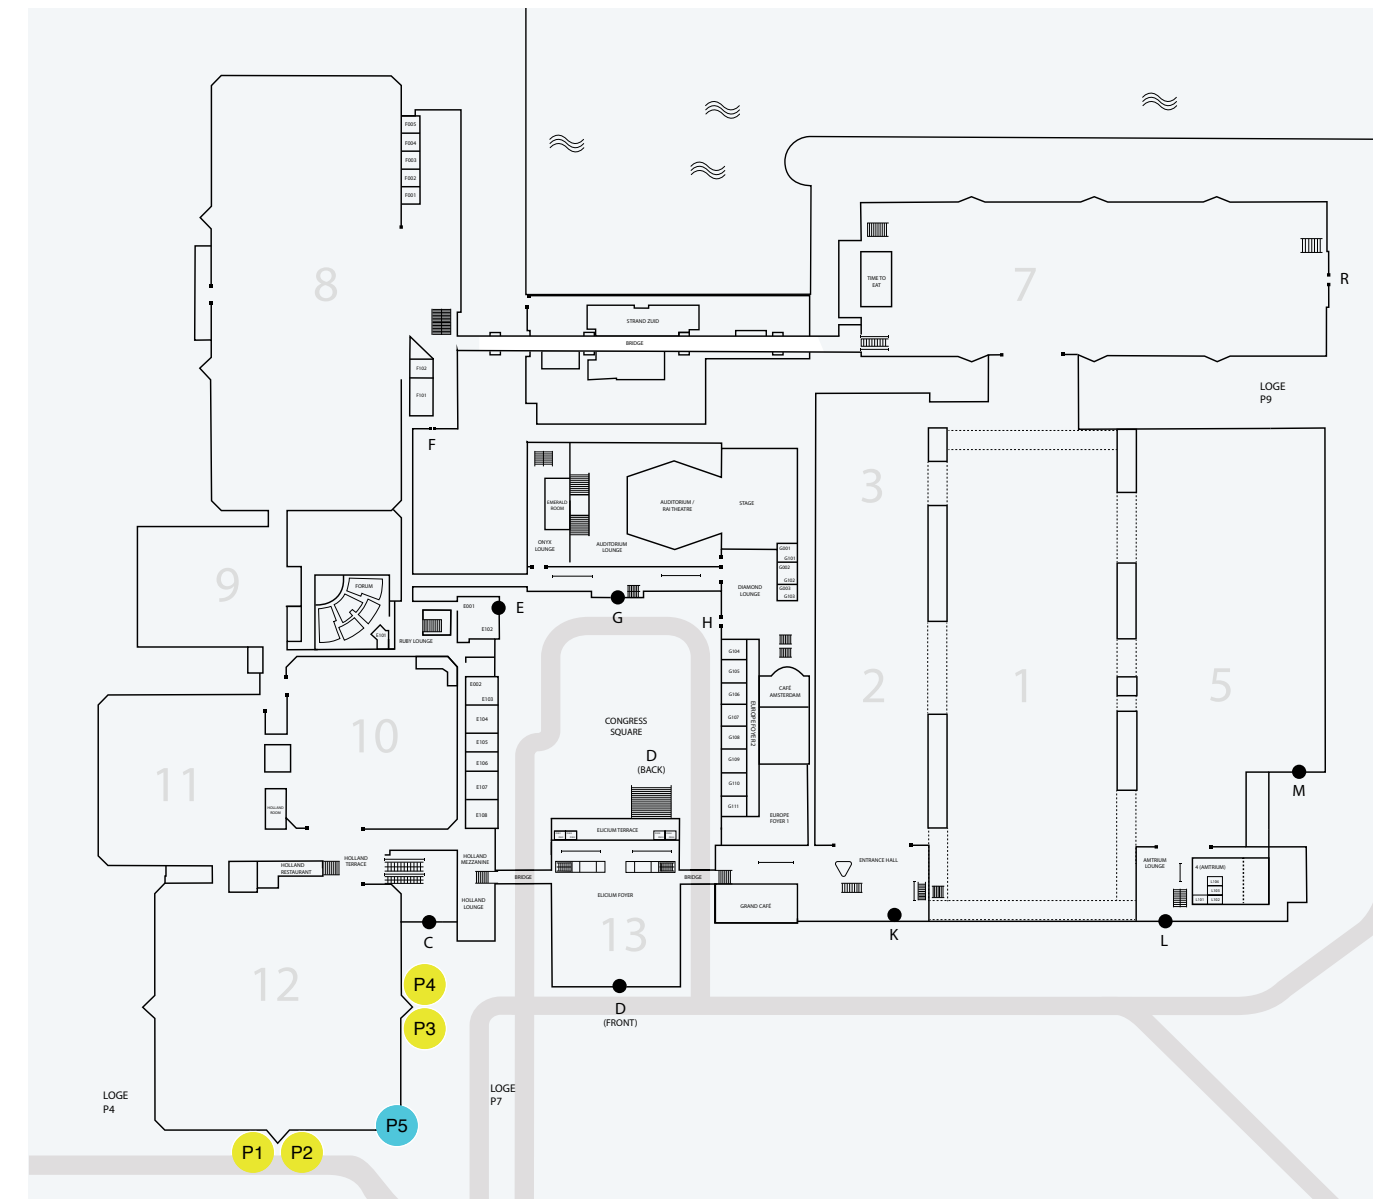 F005
F004
F003
F002
F001
8
7
TIME TO
EAT
R
STRAND ZUID
BRIDGE
F102
F101
LOGE
P9
F
3
EMERALD
ROOM
AUDITORIUM /
RAI THEATRE
STAGE
ONYX
LOUNGE
AUDITORIUM
LOUNGE
G001
G101
G002
G102
G003
G103
DIAMOND
LOUNGE
9
FORUM
E101
RUBY LOUNGE
E001
E102
E
G
H
G104
G105
G106
G107
G108
G109
G110
G111
EUROPE FOYER 2
CAFÉ
AMSTERDAM
2
1
5
E002
E103
E104
E105
E106
E107
E108
10
11
HOLLAND
ROOM
CONGRESS
SQUARE
D
(BACK)
M
EUROPE
FOYER 1
ELICIUM TERRACE
HOLLAND
RESTAURANT
HOLLAND
TERRACE
HOLLAND
MEZZANINE
BRIDGE
BRIDGE
ELICIUM FOYER
ENTRANCE HALL
AMTRIUM
LOUNGE
4 (AMTRIUM)
L101
L102
HOLLAND
LOUNGE
GRAND CAFÉ
C
13
K
L
12
P4
P3
D
(FRONT)
LOGE
P4
LOGE
P7
P5
P1
P2